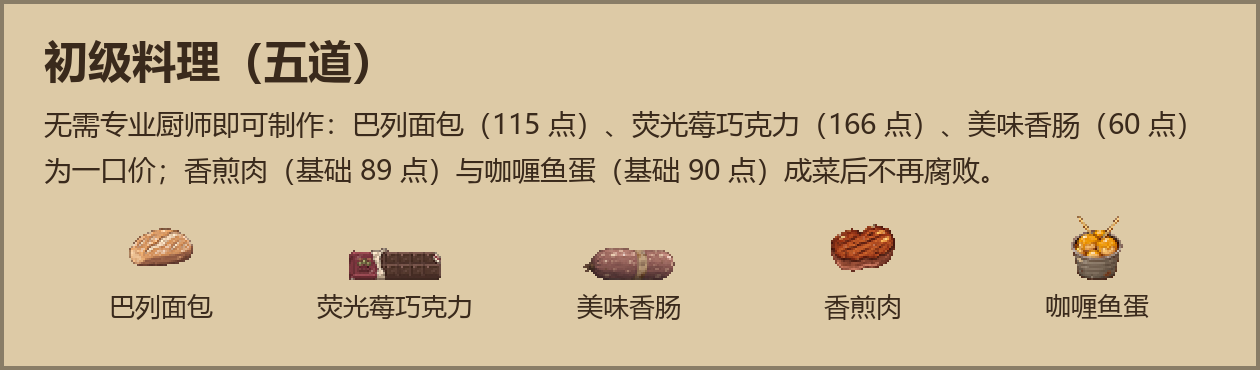 初级料理（五道）
无需专业厨师即可制作：巴列面包（115 点）、荧光莓巧克力（166 点）、美味香肠（60 点）
为一口价；香煎肉（基础 89 点）与咖喱鱼蛋（基础 90 点）成菜后不再腐败。
巴列面包 荧光莓巧克力 美味香肠 香煎肉 咖喱鱼蛋